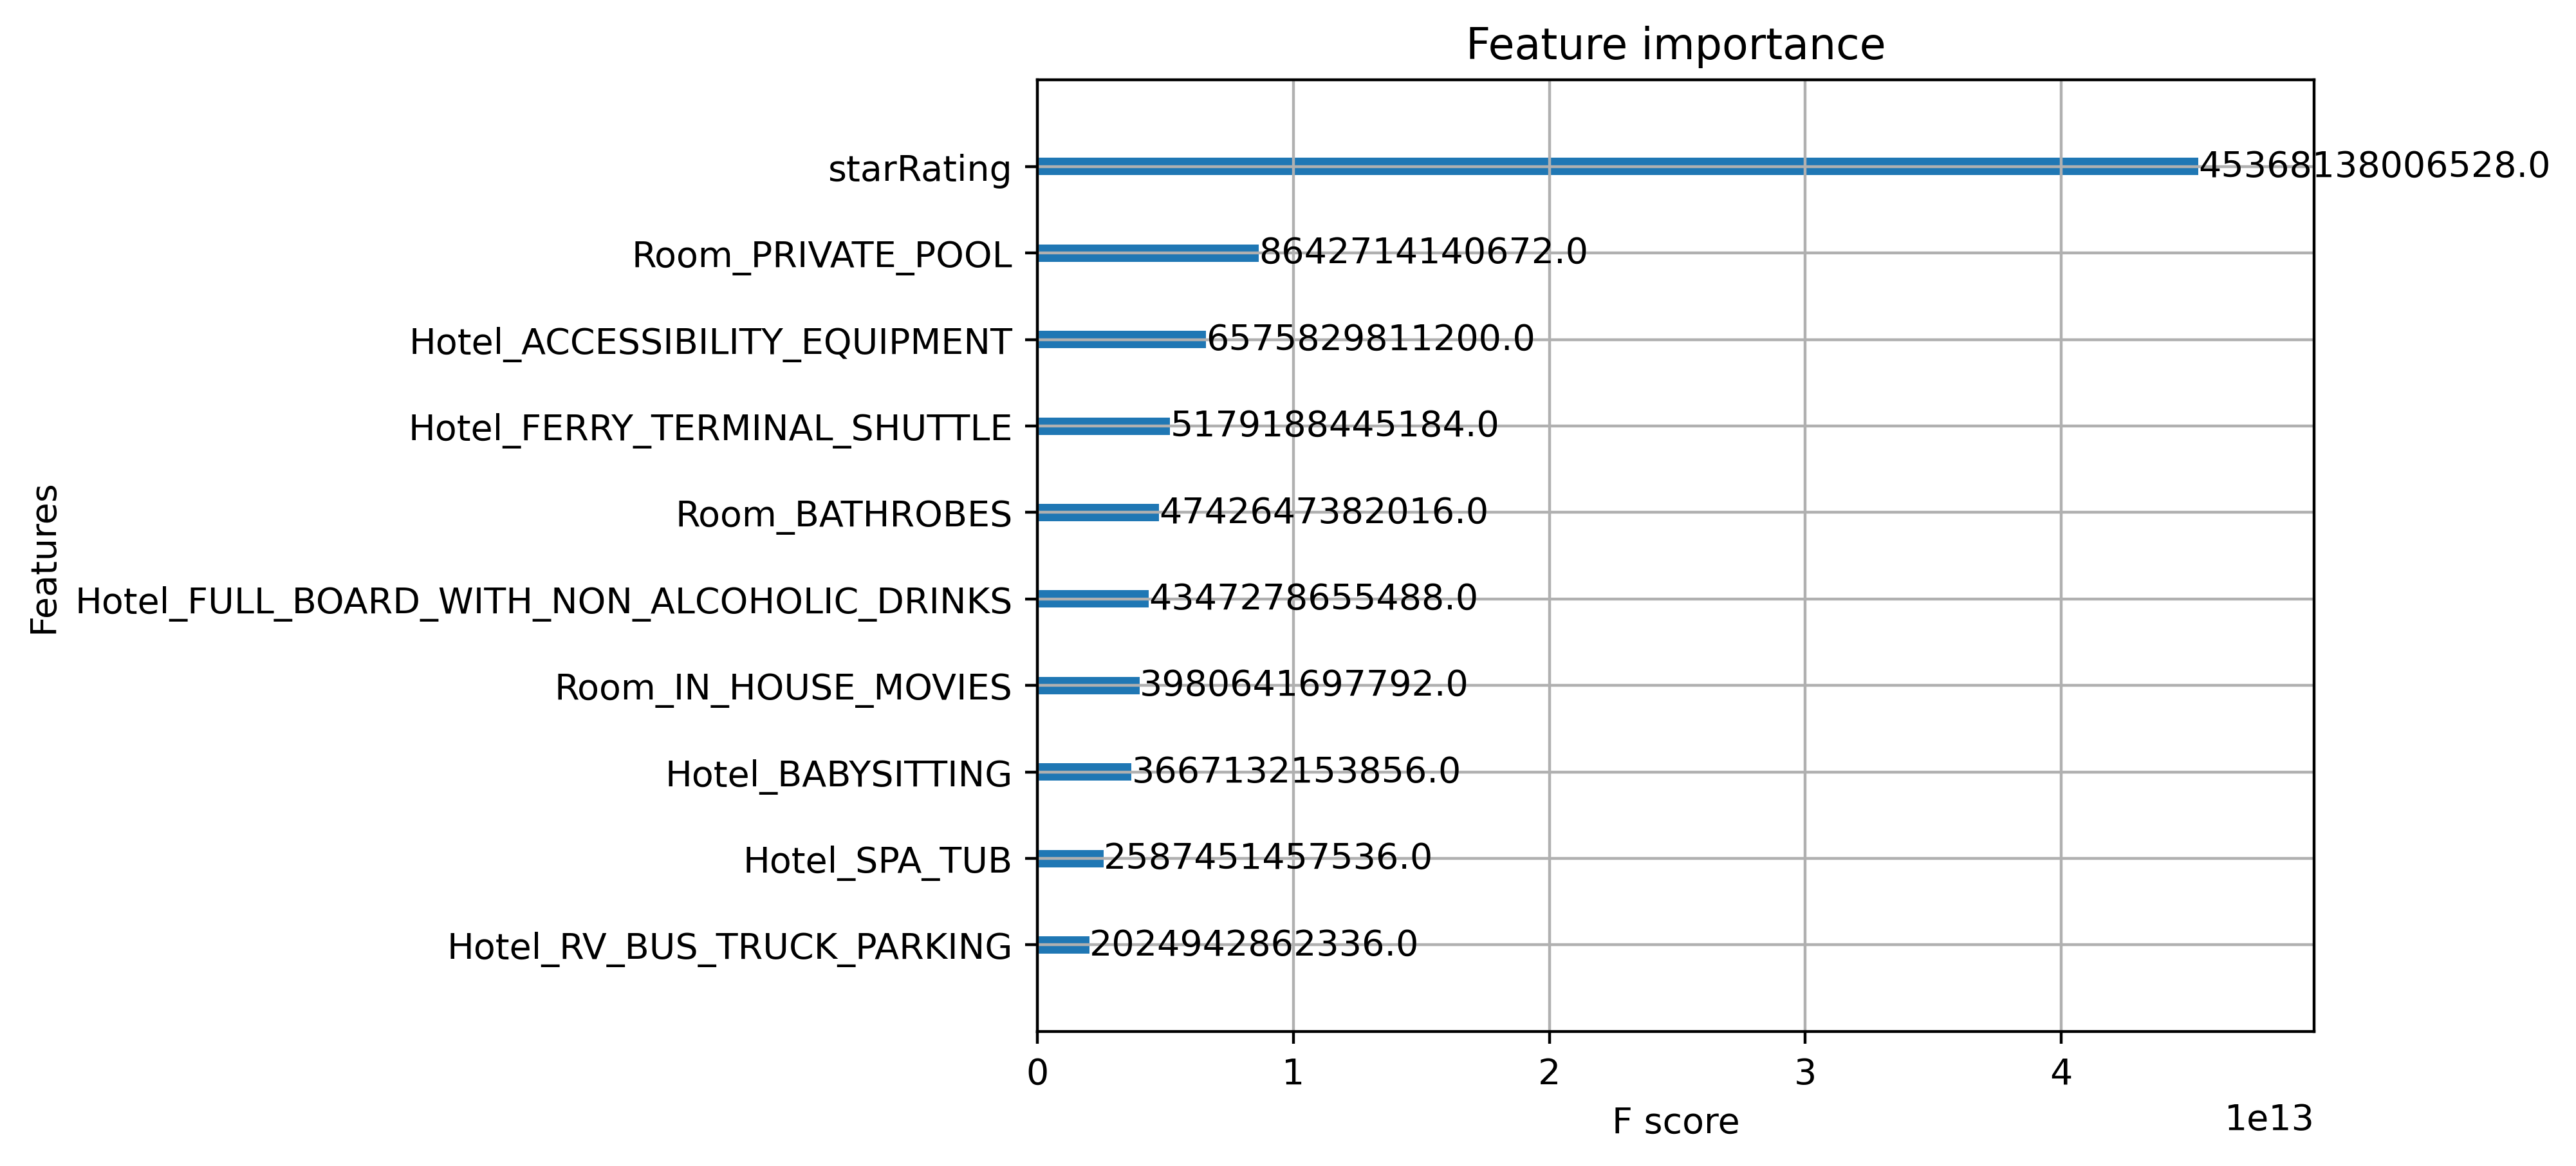 Feature importance
starRating 45368138006528.0
Room_PRIVATE_POOL 8642714140672.0
Hotel_ACCESSIBILITY_EQUIPMENT 6575829811200.0
Hotel_FERRY_TERMINAL_SHUTTLE 5179188445184.0
Room_BATHROBES 4742647382016.0
Hotel_FULL_BOARD_WITH_NON_ALCOHOLIC_DRINKS 4347278655488.0
Room_IN_HOUSE_MOVIES 3980641697792.0
Hotel_BABYSITTING 3667132153856.0
Hotel_SPA_TUB 2587451457536.0
Hotel_RV_BUS_TRUCK_PARKING 2024942862336.0
Features
0 1 2 3 4
F score
1e13